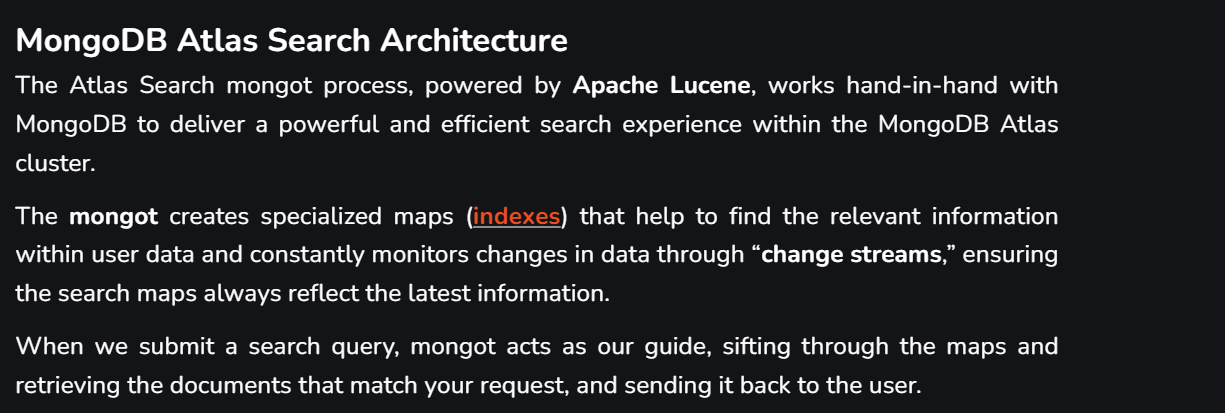 MongoDB Atlas Search Architecture
The Atlas Search mongot process, powered by Apache Lucene, works hand-in-hand with
MongoDB to deliver a powerful and efficient search experience within the MongoDB Atlas
cluster.
The mongot creates specialized maps (indexes) that help to find the relevant information
within user data and constantly monitors changes in data through “change streams,” ensuring
the search maps always reflect the latest information.
When we submit a search query, mongot acts as our guide, sifting through the maps and
retrieving the documents that match your request, and sending it back to the user.